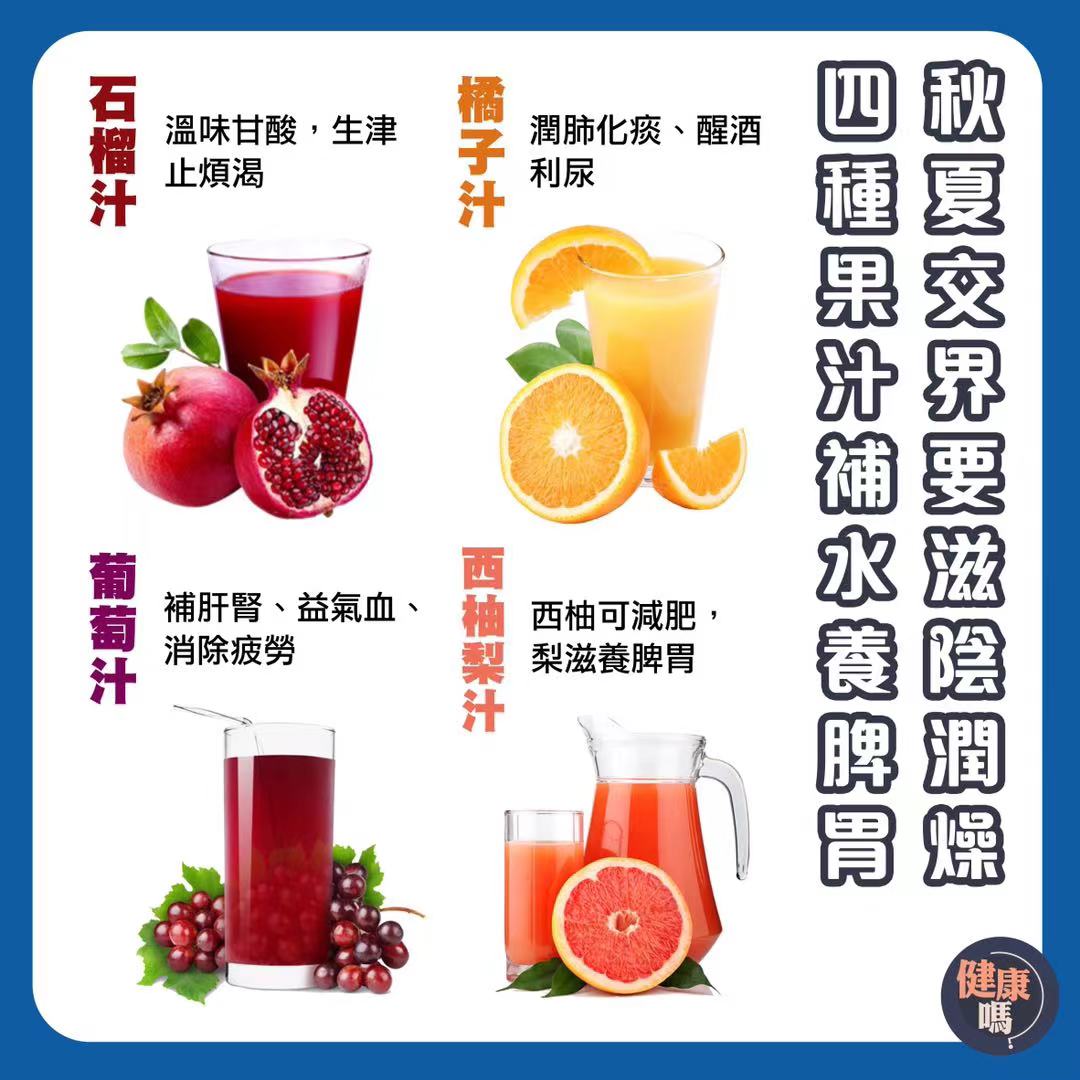 秋夏交界要滋陰潤燥
四種果汁補水養脾胃
石榴汁
溫味甘酸，生津
止煩渴
橘子汁
潤肺化痰、醒酒
利尿
葡萄汁
補肝腎、益氣血、
消除疲勞
西柚梨汁
西柚可減肥，
梨滋養脾胃
健康
嗎?